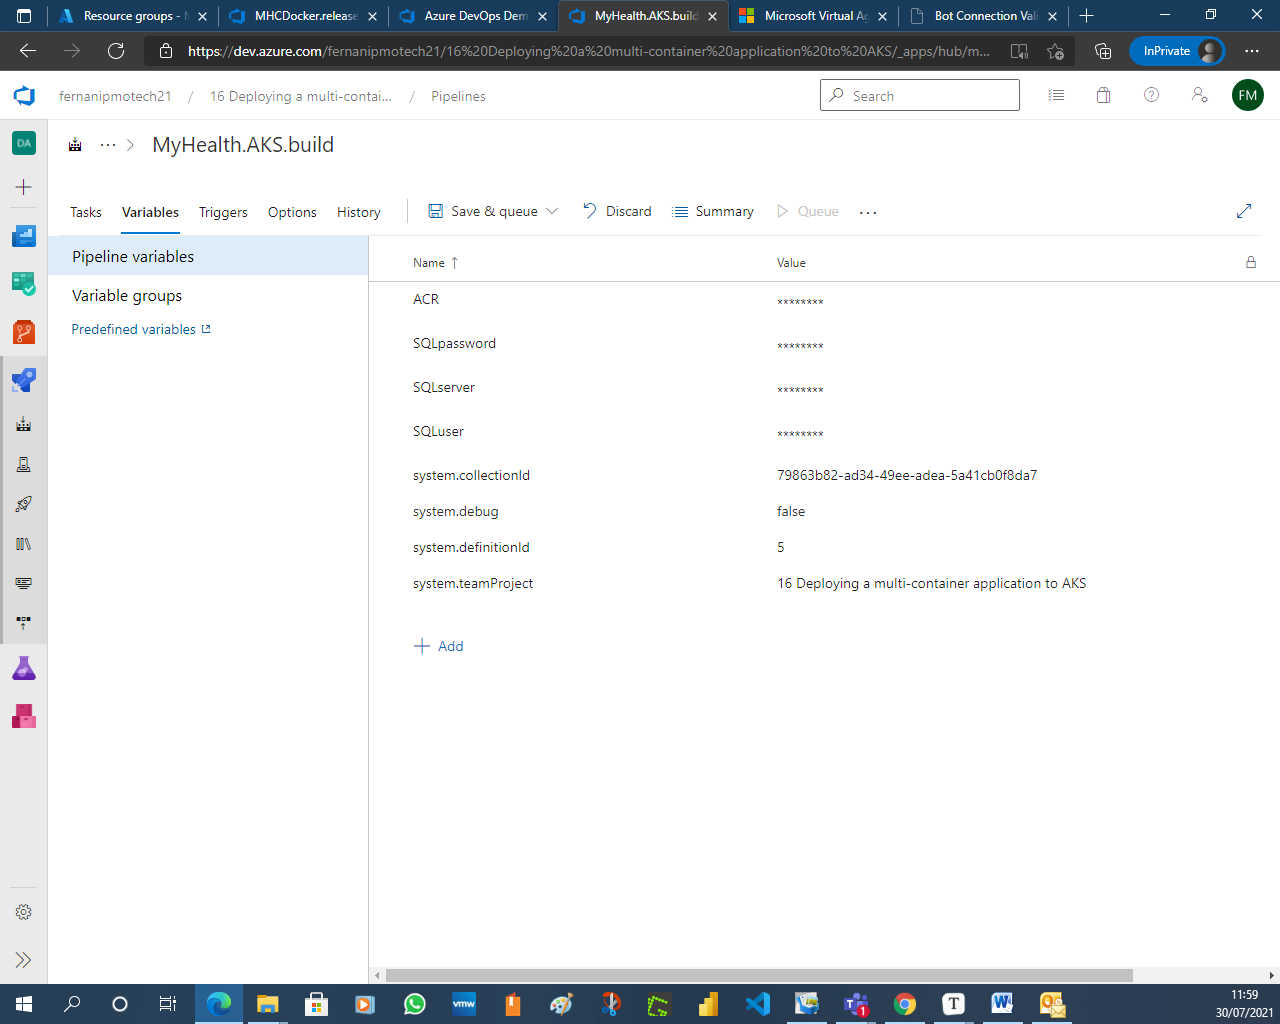 Resource groups - M
MHCDocker.release
Azure DevOps Dem
MyHealth.AKS.build
Microsoft Virtual Ag
Bot Connection Vali
https://dev.azure.com/fernanipmotech21/16%20Deploying%20a%20multi-container%20application%20to%20AKS/_apps/hub/m...
InPrivate
fernanipmotech21 / 16 Deploying a multi-contai... / Pipelines
Search
FM
DA
MyHealth.AKS.build
Tasks
Variables
Triggers
Options
History
Save & queue
Discard
Summary
Queue
Pipeline variables
Variable groups
Predefined variables
Name ↑ Value
ACR ********
SQLpassword ********
SQLserver ********
SQLuser ********
system.collectionId 79863b82-ad34-49ee-adea-5a41cb0f8da7
system.debug false
system.definitionId 5
system.teamProject 16 Deploying a multi-container application to AKS
Add
vmw
T
1
11:59
30/07/2021